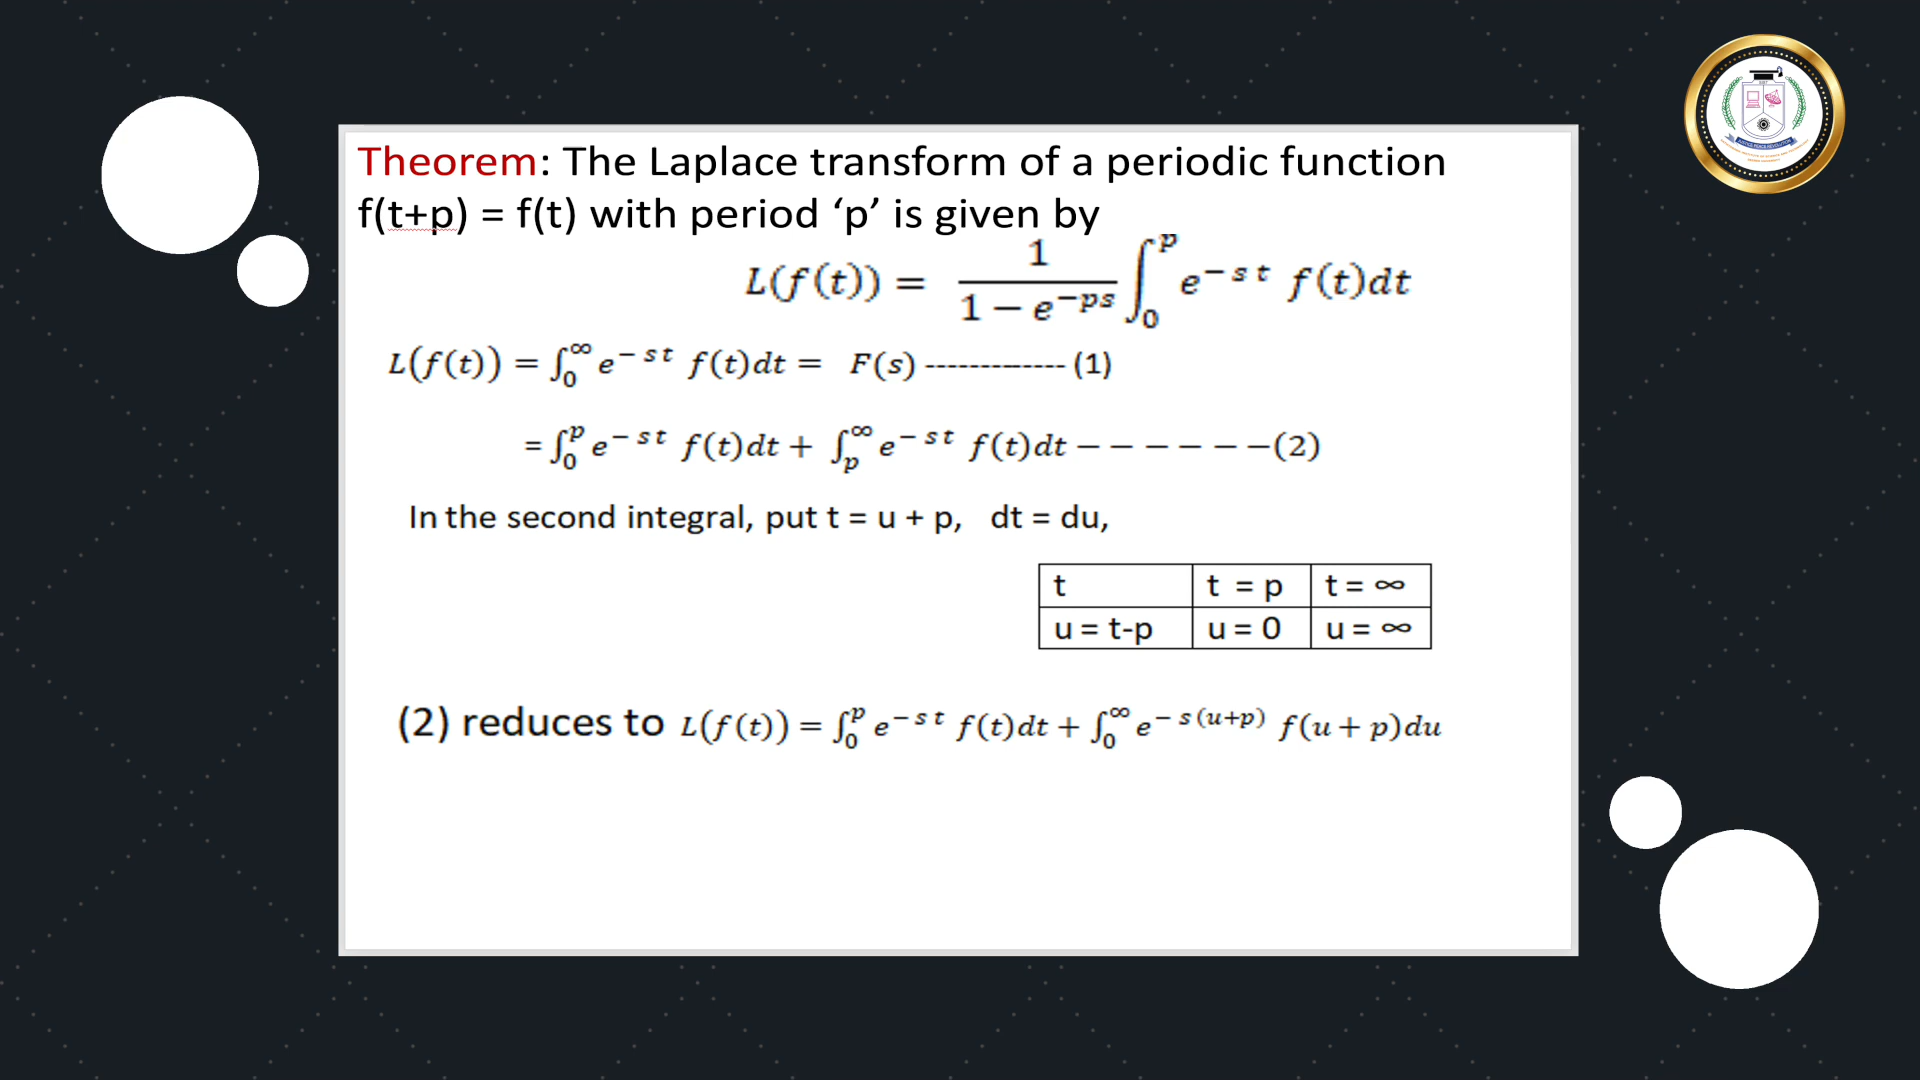 Theorem: The Laplace transform of a periodic function
f(t+p) = f(t) with period ‘p’ is given by
L(f(t)) = \frac{1}{1 − e^{−ps}} ∫_0^p e^{−st} f(t)dt
L(f(t)) = ∫_0^∞ e^{−st} f(t)dt = F(s) ------------- (1)
= ∫_0^p e^{−st} f(t)dt + ∫_p^∞ e^{−st} f(t)dt − − − − − −(2)
In the second integral, put t = u + p, dt = du,
t t = p t = ∞
u = t-p u = 0 u = ∞
(2) reduces to L(f(t)) = ∫_0^p e^{−st} f(t)dt + ∫_0^∞ e^{−s(u+p)} f(u + p)du